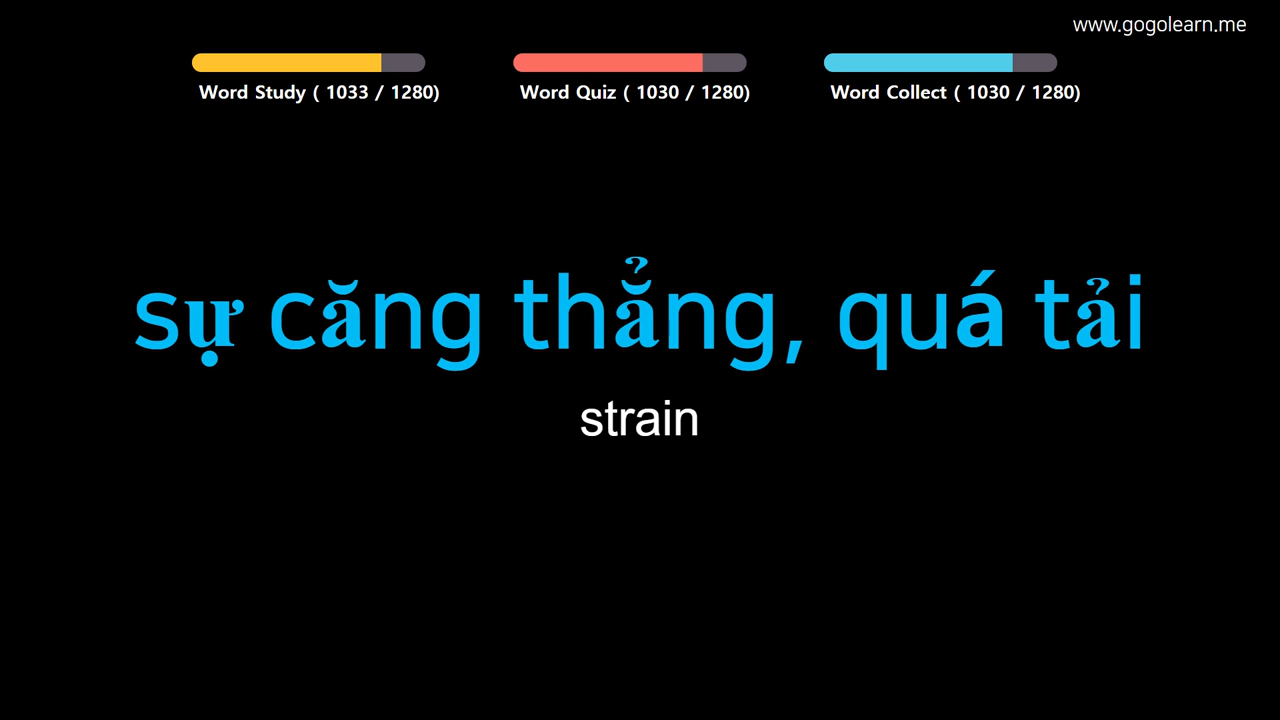 www.gogolearn.me
Word Study ( 1033 / 1280)
Word Quiz ( 1030 / 1280)
Word Collect ( 1030 / 1280)
sự căng thẳng, quá tải
strain